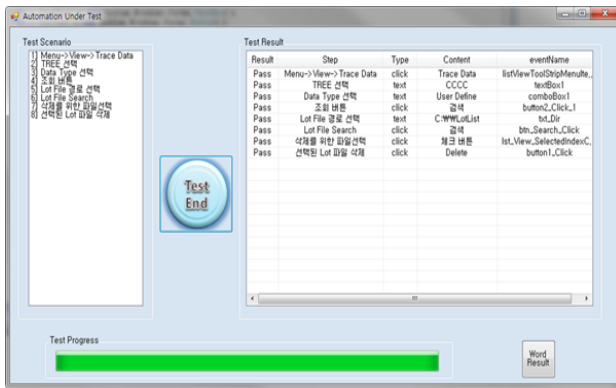 Automation Under Test
Test Scenario
1] Menu->View->Trace Data
2] TREE 선택
3] Data Type 선택
4] 조회 버튼
5] Lot File 경로 선택
6] Lot File Search
7] 삭제를 위한 파일선택
8] 선택된 Lot 파일 삭제
Test End
Test Result
Result Step Type Content eventName
Pass Menu->View->Trace Data click Trace Data listViewToolStripMenuIte,,
Pass TREE 선택 text CCCC textBox1
Pass Data Type 선택 text User Define comboBox1
Pass 조회 버튼 click 검색 button2_Click_1
Pass Lot File 경로 선택 text C:₩₩LotList txt_Dir
Pass Lot File Search click 검색 btn_Search_Click
Pass 삭제를 위한 파일선택 click 체크 버튼 lst_View_SelectedIndexC,
Pass 선택된 Lot 파일 삭제 click Delete button1_Click
Test Progress
Word
Result